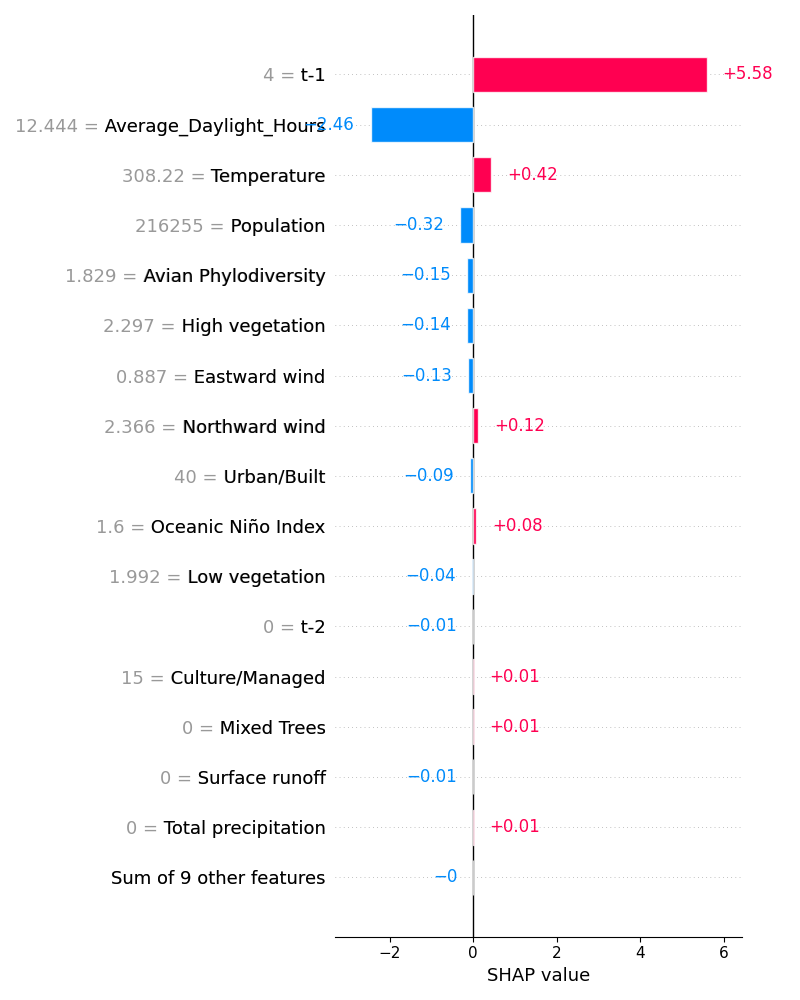 4 = t-1 +5.58
12.444 = Average_Daylight_Hours −2.46
308.22 = Temperature +0.42
216255 = Population −0.32
1.829 = Avian Phylodiversity −0.15
2.297 = High vegetation −0.14
0.887 = Eastward wind −0.13
2.366 = Northward wind +0.12
40 = Urban/Built −0.09
1.6 = Oceanic Niño Index +0.08
1.992 = Low vegetation −0.04
0 = t-2 −0.01
15 = Culture/Managed +0.01
0 = Mixed Trees +0.01
0 = Surface runoff −0.01
0 = Total precipitation +0.01
Sum of 9 other features −0
−2 0 2 4 6
SHAP value